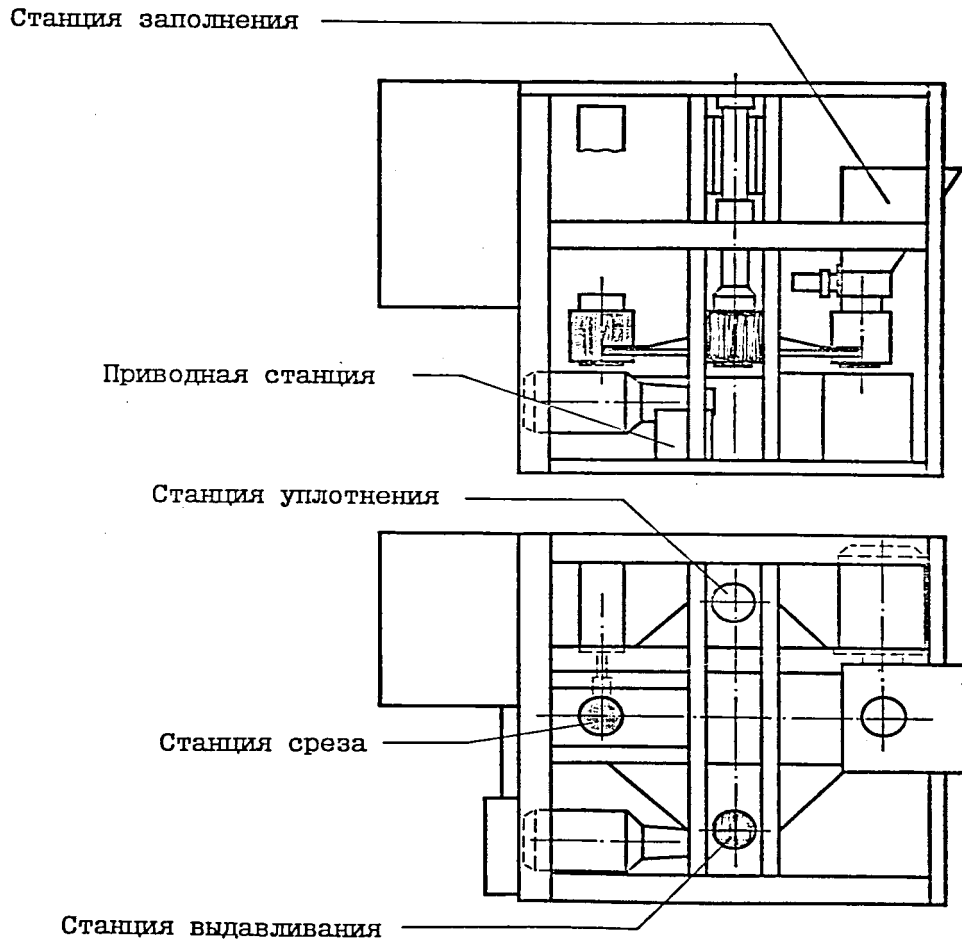 Станция заполнения
Приводная станция
Станция уплотнения
Станция среза
Станция выдавливания